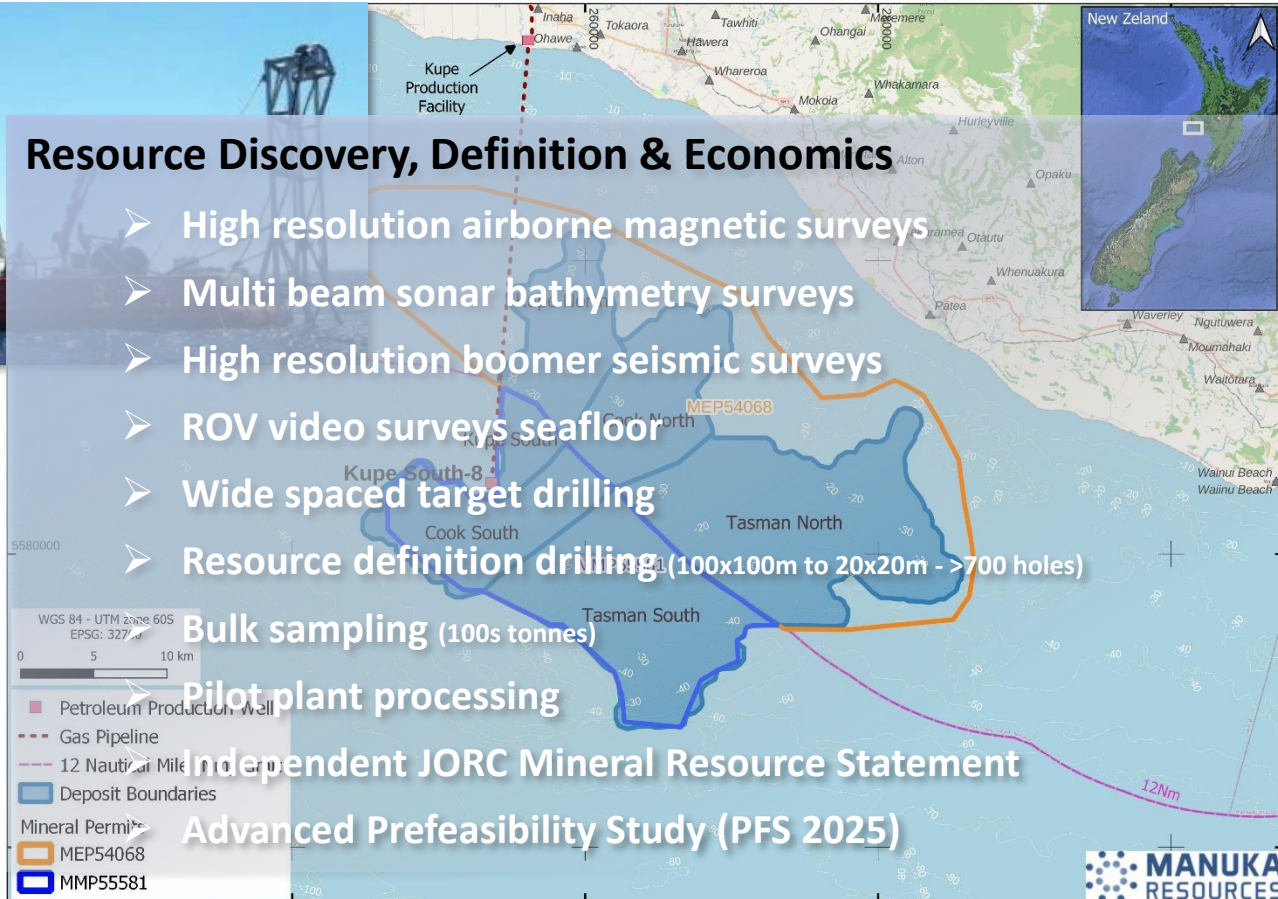 New Zeland
Inaha
Tokaora
Tawhiti
Meremere
Ohawe
Hawera
Ohangai
260000
280000
Kupe
Production
Facility
Whareroa
Whakamara
Mokoia
Hurleyville
Resource Discovery, Definition & Economics
Alton
Opaku
➢ High resolution airborne magnetic surveys
Otautu
Whenuakura
➢ Multi beam sonar bathymetry surveys
Patea
Waverley
Ngutuwera
Moumahaki
➢ High resolution boomer seismic surveys
Waitōtara
MEP54068
➢ ROV video surveys seafloor
Cook North
Kupe South
Kupe South-8
Wainui Beach
Waiinu Beach
➢ Wide spaced target drilling
Tasman North
Cook South
5580000
➢ Resource definition drilling (100x100m to 20x20m - >700 holes)
Tasman South
WGS 84 - UTM zone 60S
➢ Bulk sampling (100s tonnes)
0 5 10 km
➢ Pilot plant processing
Petroleum Production Well
Gas Pipeline
➢ Independent JORC Mineral Resource Statement
12 Nautical Mile
12Nm
Deposit Boundaries
Mineral Permits
➢ Advanced Prefeasibility Study (PFS 2025)
MEP54068
MMP55581
MANUKA
RESOURCES